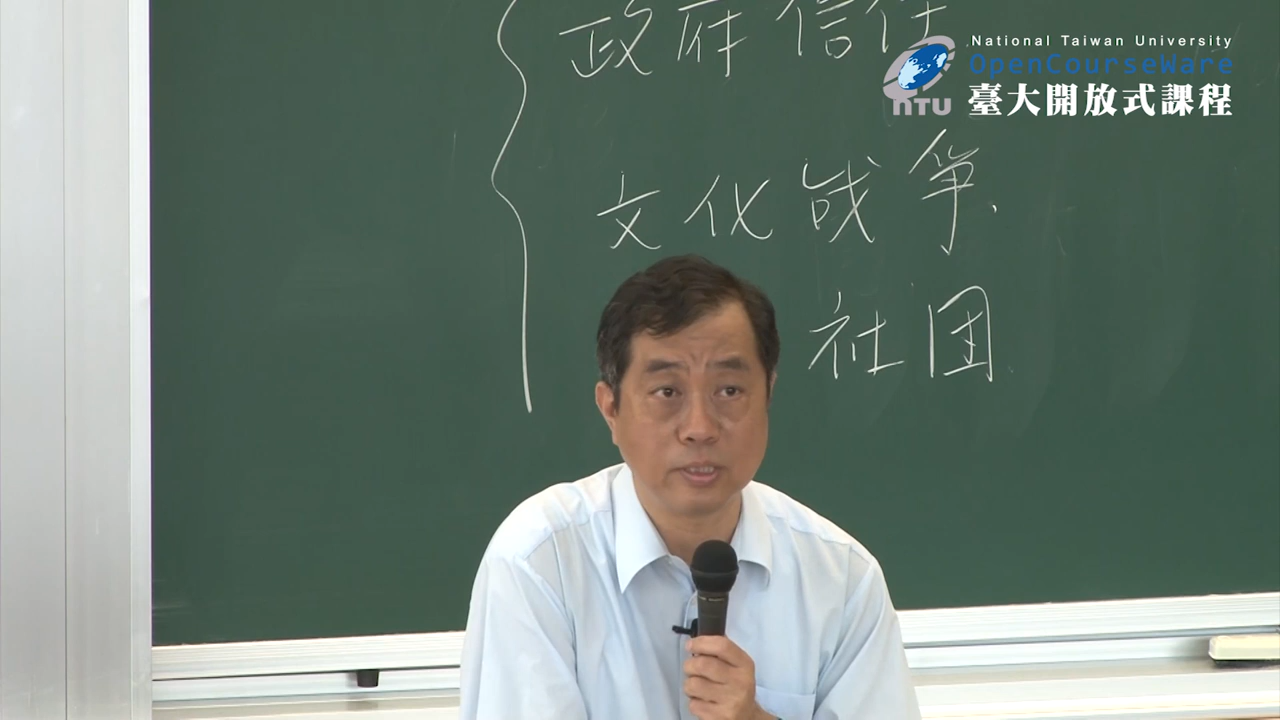 政府信任
National Taiwan University
OpenCourseWare
NTU
臺大開放式課程
文化战爭
社团